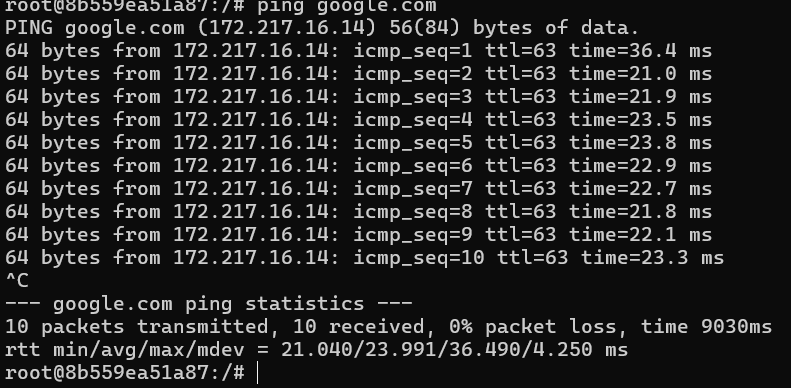 root@8b559ea51a87:/# ping google.com
PING google.com (172.217.16.14) 56(84) bytes of data.
64 bytes from 172.217.16.14: icmp_seq=1 ttl=63 time=36.4 ms
64 bytes from 172.217.16.14: icmp_seq=2 ttl=63 time=21.0 ms
64 bytes from 172.217.16.14: icmp_seq=3 ttl=63 time=21.9 ms
64 bytes from 172.217.16.14: icmp_seq=4 ttl=63 time=23.5 ms
64 bytes from 172.217.16.14: icmp_seq=5 ttl=63 time=23.8 ms
64 bytes from 172.217.16.14: icmp_seq=6 ttl=63 time=22.9 ms
64 bytes from 172.217.16.14: icmp_seq=7 ttl=63 time=22.7 ms
64 bytes from 172.217.16.14: icmp_seq=8 ttl=63 time=21.8 ms
64 bytes from 172.217.16.14: icmp_seq=9 ttl=63 time=22.1 ms
64 bytes from 172.217.16.14: icmp_seq=10 ttl=63 time=23.3 ms
^C
--- google.com ping statistics ---
10 packets transmitted, 10 received, 0% packet loss, time 9030ms
rtt min/avg/max/mdev = 21.040/23.991/36.490/4.250 ms
root@8b559ea51a87:/#